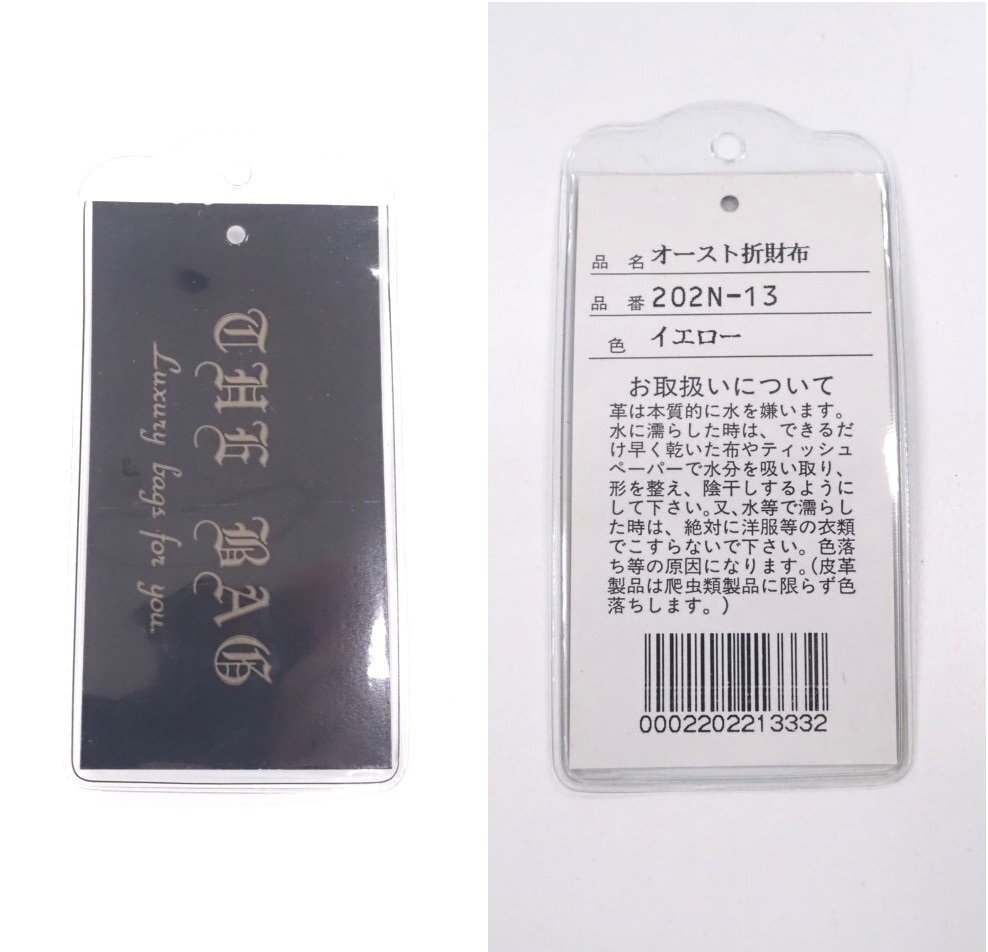 THE BAG
Luxury bags for you.
品 名 オースト折財布
品 番 202N-13
色 イエロー
お取扱いについて
革は本質的に水を嫌います。
水に濡らした時は、できるだ
け早く乾いた布やティッシュ
ペーパーで水分を吸い取り、
形を整え、陰干しするように
して下さい。又、水等で濡らし
た時は、絶対に洋服等の衣類
でこすらないで下さい。色落
ち等の原因になります。(皮革
製品は爬虫類製品に限らず色
落ちします。)
0002202213332